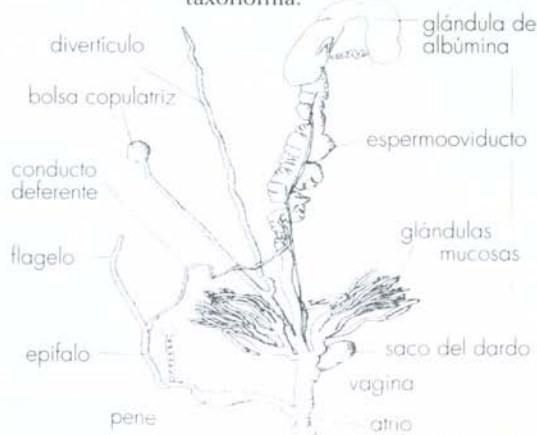 taxonomía.
glándula de
albúmina
divertículo
bolsa copulatriz
espermooviducto
conducto
deferente
glándulas
mucosas
flagelo
epifalo
saco del dardo
vagina
pene
atrio